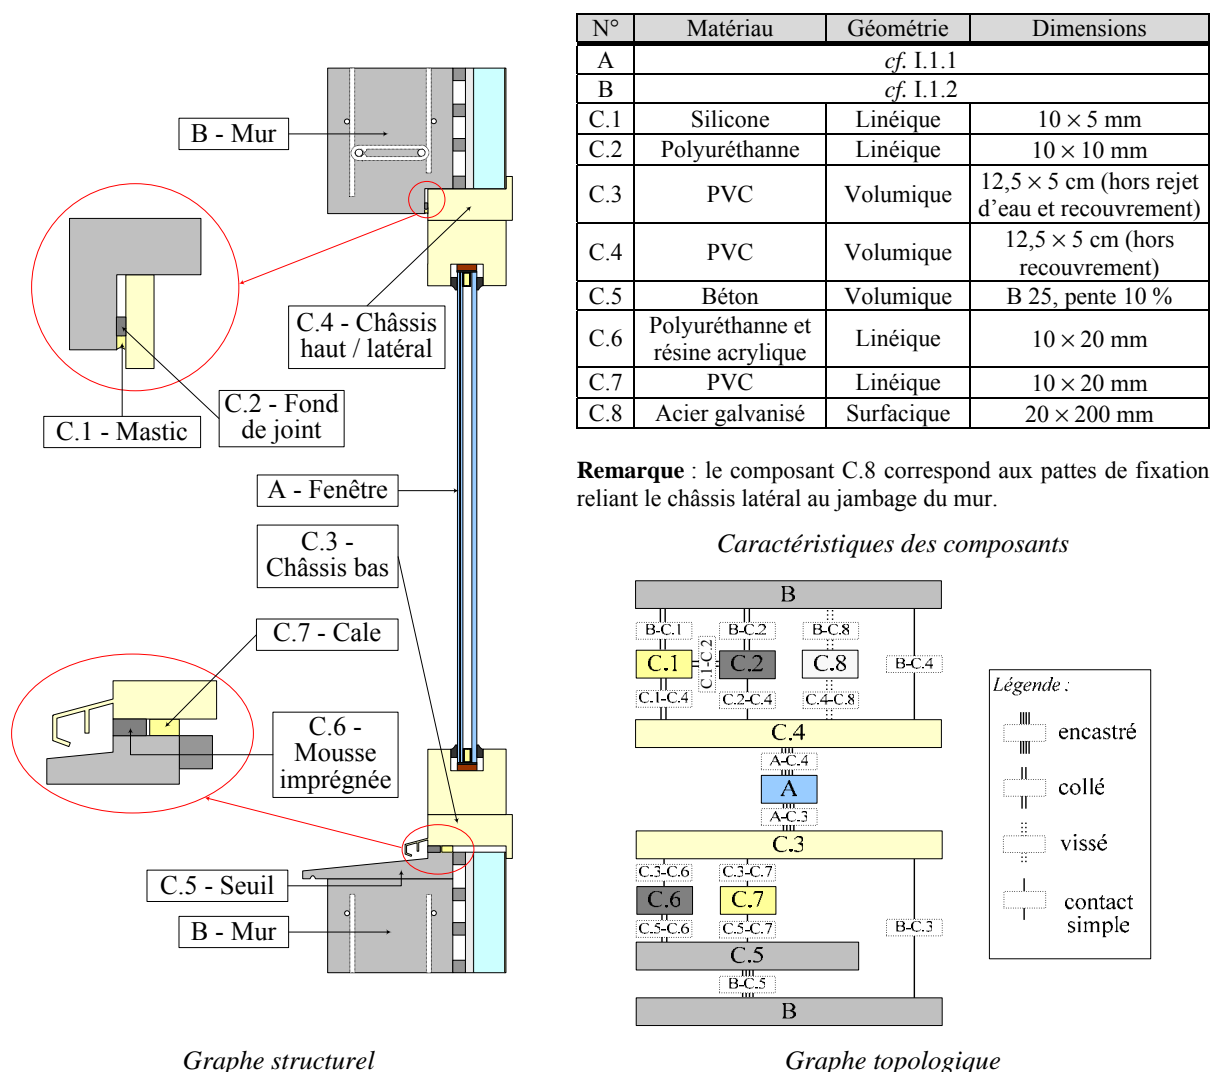 B - Mur
C.4 - Châssis
haut / latéral
C.2 - Fond
de joint
C.1 - Mastic
A - Fenêtre
C.3 -
Châssis bas
C.7 - Cale
C.6 -
Mousse
imprégnée
C.5 - Seuil
B - Mur
Graphe structurel
N° Matériau Géométrie Dimensions
A cf. I.1.1
B cf. I.1.2
C.1 Silicone Linéique 10 × 5 mm
C.2 Polyuréthanne Linéique 10 × 10 mm
C.3 PVC Volumique 12,5 × 5 cm (hors rejet
d’eau et recouvrement)
C.4 PVC Volumique 12,5 × 5 cm (hors
recouvrement)
C.5 Béton Volumique B 25, pente 10 %
C.6 Polyuréthanne et
résine acrylique Linéique 10 × 20 mm
C.7 PVC Linéique 10 × 20 mm
C.8 Acier galvanisé Surfacique 20 × 200 mm
Remarque : le composant C.8 correspond aux pattes de fixation
reliant le châssis latéral au jambage du mur.
Caractéristiques des composants
B
B-C.1 B-C.2 B-C.8
C.1 C.1-C.2 C.2 C.8 B-C.4
C.1-C.4 C.2-C.4 C.4-C.8
C.4
A-C.4
A
A-C.3
C.3
C.3-C.6 C.3-C.7
C.6 C.7
C.5-C.6 C.5-C.7 B-C.3
C.5
B-C.5
B
Légende :
encastré
collé
vissé
contact
simple
Graphe topologique